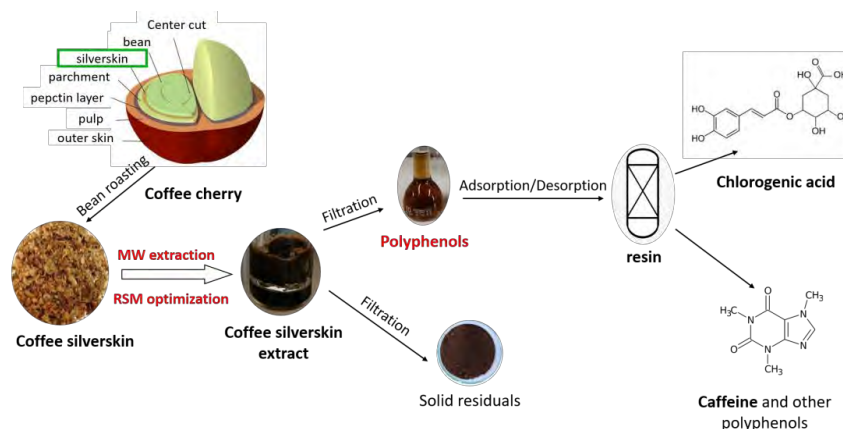 Center cut
bean
silverskin
parchment
pepctin layer
pulp
outer skin
Coffee cherry
Bean roasting
Coffee silverskin
MW extraction
RSM optimization
Coffee silverskin
extract
Filtration
Polyphenols
Filtration
Solid residuals
Adsorption/Desorption
resin
HO
O
OH
HO
HO
O
O
OH
O
Chlorogenic acid
O
CH₃
H₃C
N
N
O
N
N
CH₃
Caffeine and other
polyphenols